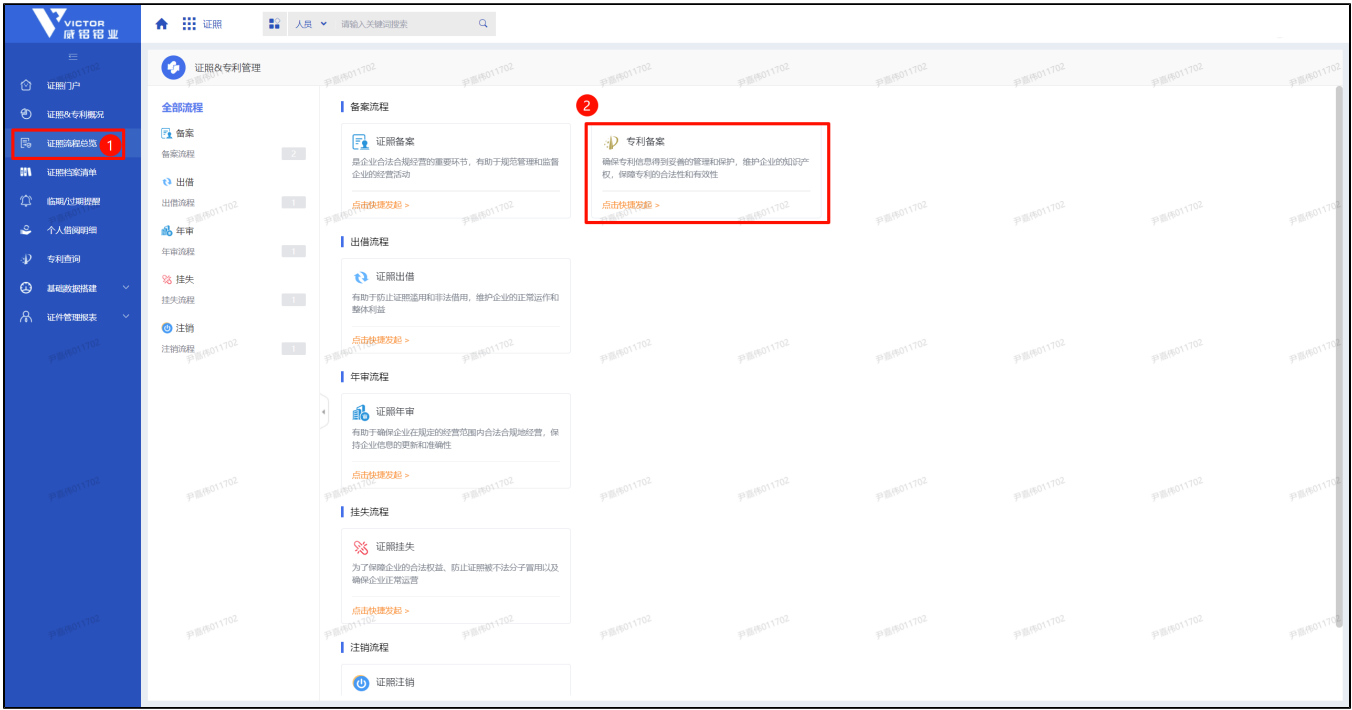 VICTOR
威铝铝业
证照
人员
请输入关键词搜索
证照门户
证照&专利概况
证照流程总览
1
证照档案清单
临期/过期提醒
个人借阅明细
专利查询
基础数据搭建
证件管理报表
证照&专利管理
全部流程
备案
备案流程
2
出借
出借流程
1
年审
年审流程
1
挂失
挂失流程
1
注销
注销流程
1
备案流程
2
证照备案
是企业合法合规经营的重要环节，有助于规范管理和监督
企业的经营活动
点击快捷发起 >
专利备案
确保专利信息得到妥善的管理和保护，维护企业的知识产
权，保障专利的合法性和有效性
点击快捷发起 >
出借流程
证照出借
有助于防止证照滥用和非法借用，维护企业的正常运作和
整体利益
点击快捷发起 >
年审流程
证照年审
有助于确保企业在规定的经营范围内合法合规地经营，保
持企业信息的更新和准确性
点击快捷发起 >
挂失流程
证照挂失
为了保障企业的合法权益，防止证照被不法分子冒用以及
确保企业正常运营
点击快捷发起 >
注销流程
证照注销
尹嘉伟011702